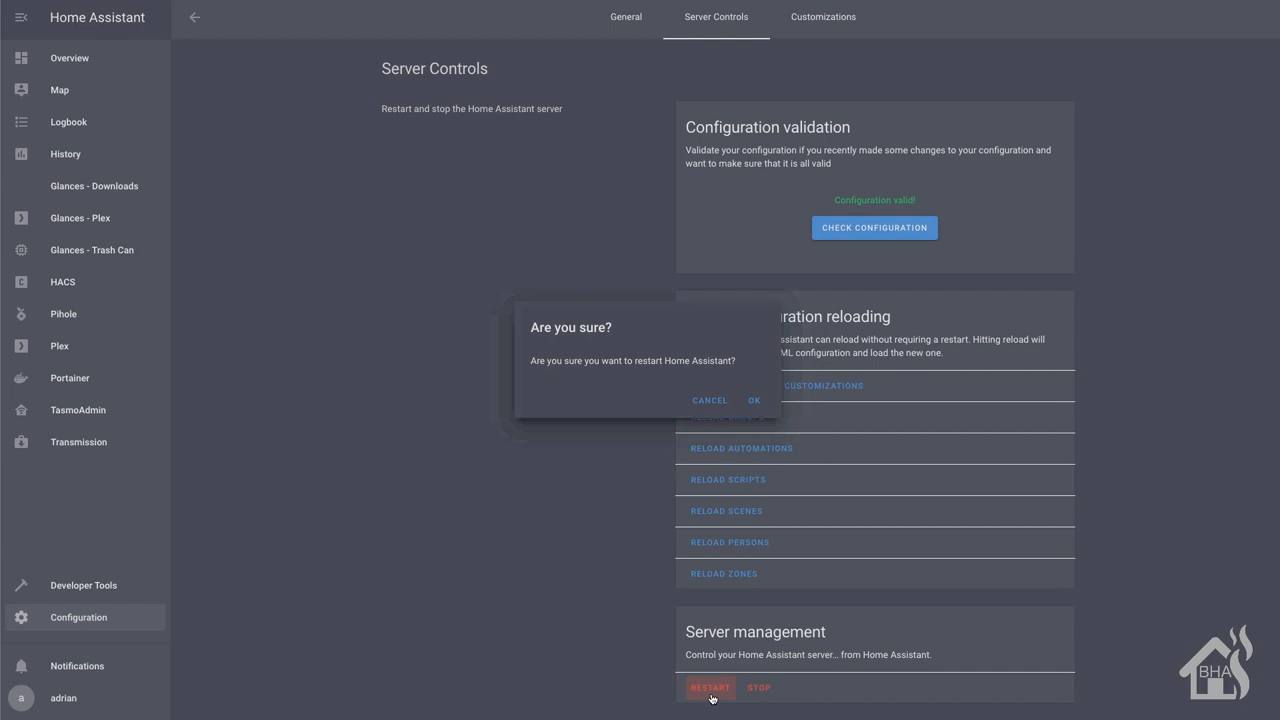 Home Assistant
Overview
Map
Logbook
History
Glances - Downloads
Glances - Plex
Glances - Trash Can
HACS
Pihole
Plex
Portainer
TasmoAdmin
Transmission
Developer Tools
Configuration
Notifications
a adrian
General Server Controls Customizations
Server Controls
Restart and stop the Home Assistant server
Configuration validation
Validate your configuration if you recently made some changes to your configuration and
want to make sure that it is all valid
Configuration valid!
CHECK CONFIGURATION
Are you sure?
Are you sure you want to restart Home Assistant?
CANCEL OK
ration reloading
ssistant can reload without requiring a restart. Hitting reload will
ML configuration and load the new one.
CUSTOMIZATIONS
RELOAD AUTOMATIONS
RELOAD SCRIPTS
RELOAD SCENES
RELOAD PERSONS
RELOAD ZONES
Server management
Control your Home Assistant server... from Home Assistant.
RESTART STOP
BHA